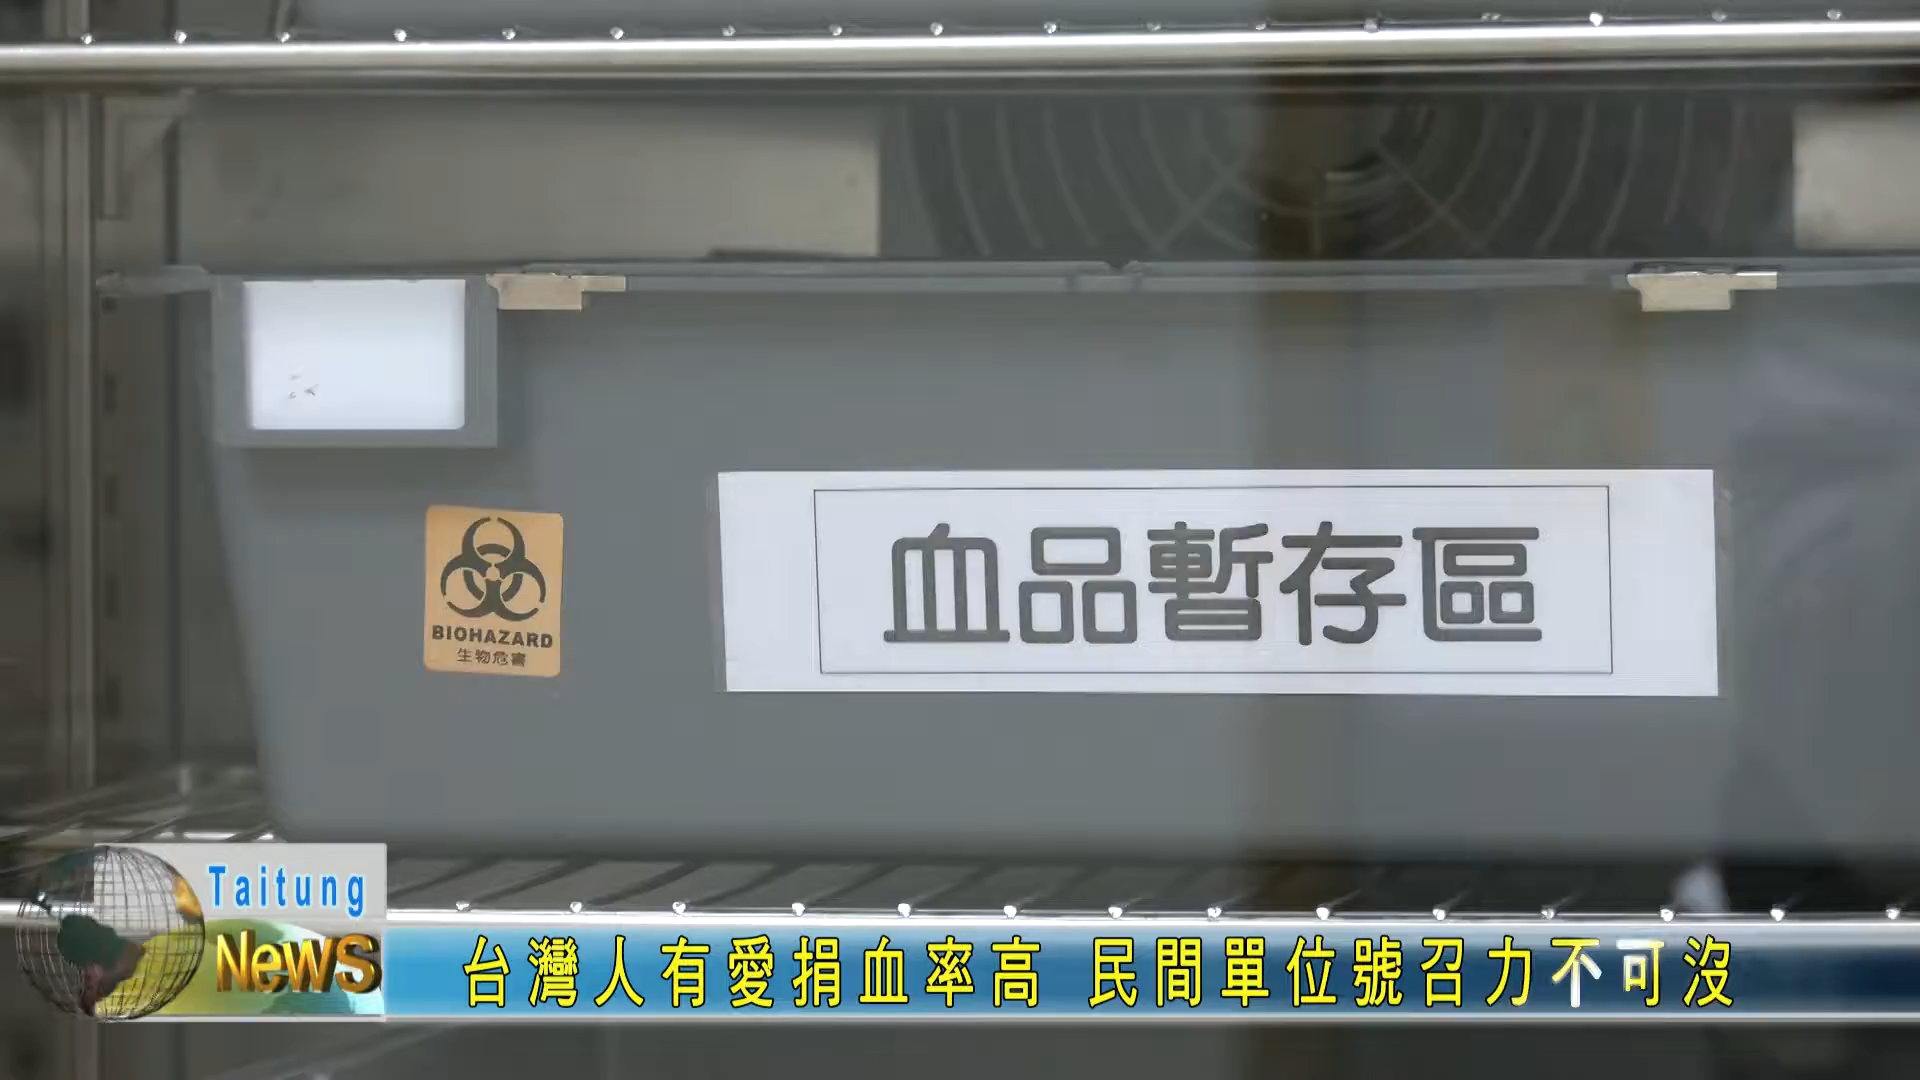 血品暫存區
BIOHAZARD
生物危害
Taitung
News
台灣人有愛捐血率高 民間單位號召力不可沒